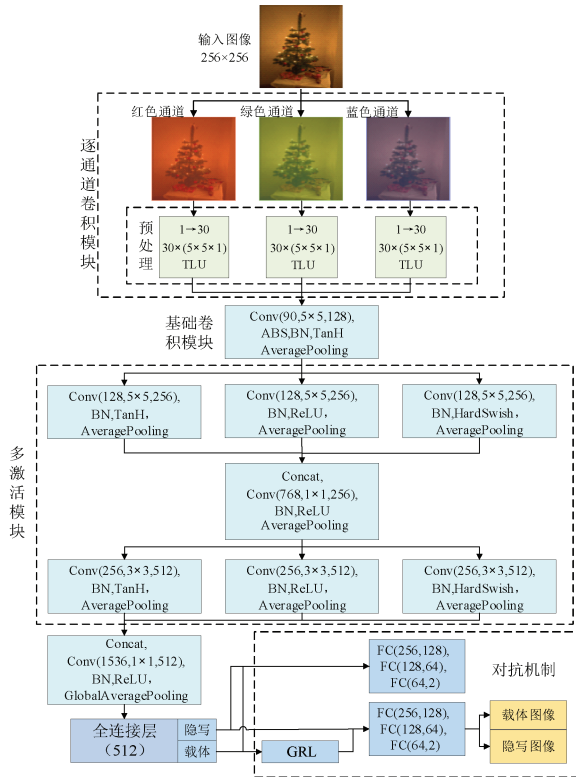 输入图像
256×256
红色通道
绿色通道
蓝色通道
逐通道卷积模块
预处理
1→30
30×(5×5×1)
TLU
1→30
30×(5×5×1)
TLU
1→30
30×(5×5×1)
TLU
基础卷
积模块
Conv(90,5×5,128),
ABS,BN,TanH
AveragePooling
多激活模块
Conv(128,5×5,256),
BN,TanH,
AveragePooling
Conv(128,5×5,256),
BN,ReLU,
AveragePooling
Conv(128,5×5,256),
BN,HardSwish,
AveragePooling
Concat,
Conv(768,1×1,256),
BN,ReLU
AveragePooling
Conv(256,3×3,512),
BN,TanH,
AveragePooling
Conv(256,3×3,512),
BN,ReLU,
AveragePooling
Conv(256,3×3,512),
BN,HardSwish,
AveragePooling
Concat,
Conv(1536,1×1,512),
BN,ReLU,
GlobalAveragePooling
全连接层
(512)
隐写
载体
GRL
FC(256,128),
FC(128,64),
FC(64,2)
对抗机制
FC(256,128),
FC(128,64),
FC(64,2)
载体图像
隐写图像